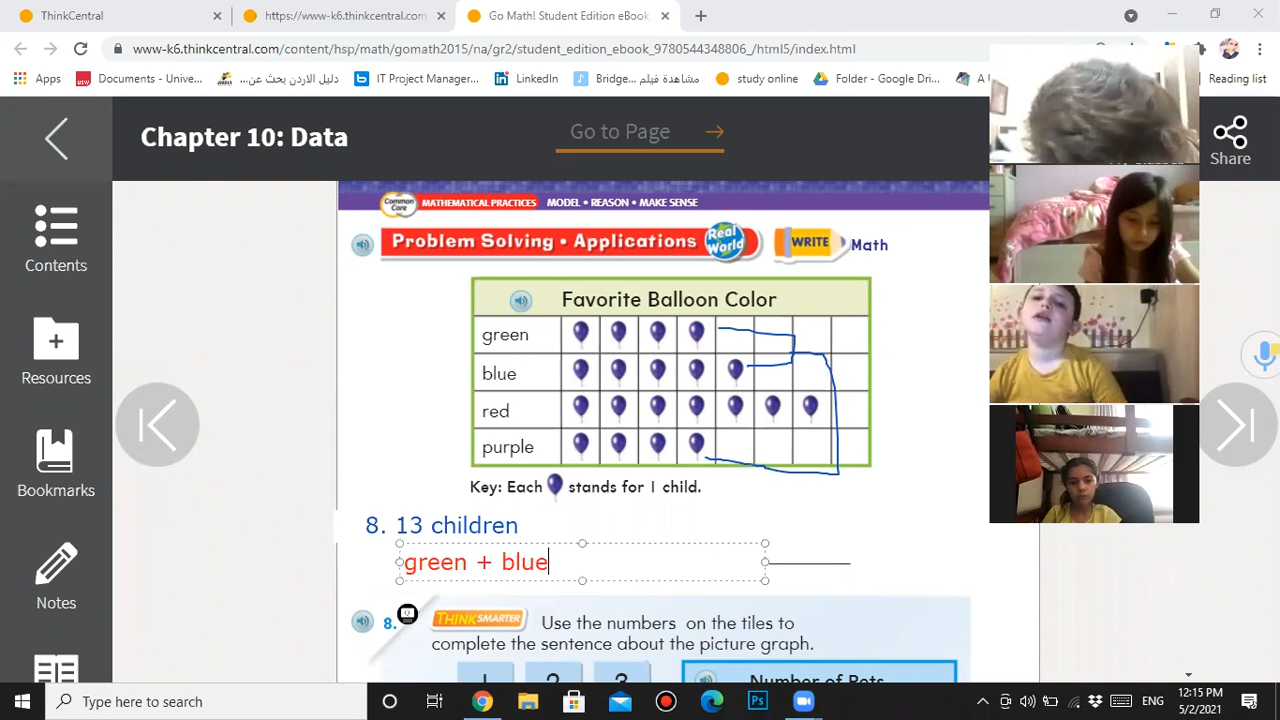 ThinkCentral
https://www-k6.thinkcentral.com
Go Math! Student Edition eBook
www-k6.thinkcentral.com/content/hsp/math/gomath2013na/gr2/student_edition_ebook_9780544348806_/html5/index.html
Apps
Documents - Unive...
دليل الاردن بحث عن...
IT Project Manager...
LinkedIn
Bridge...
مشاهدة فيلم
study online
Folder - Google Dri...
Reading list
Chapter 10: Data
Go to Page
Share
Contents
Resources
Bookmarks
Notes
Common Core
MATHEMATICAL PRACTICES MODEL • REASON • MAKE SENSE
Problem Solving • Applications
Real World
WRITE Math
Favorite Balloon Color
green
blue
red
purple
Key: Each stands for 1 child.
8. 13 children
green + blue
8. THINK SMARTER Use the numbers on the tiles to
complete the sentence about the picture graph.
1 2 3
Number of Pets
Type here to search
ENG
12:15 PM
5/2/2021